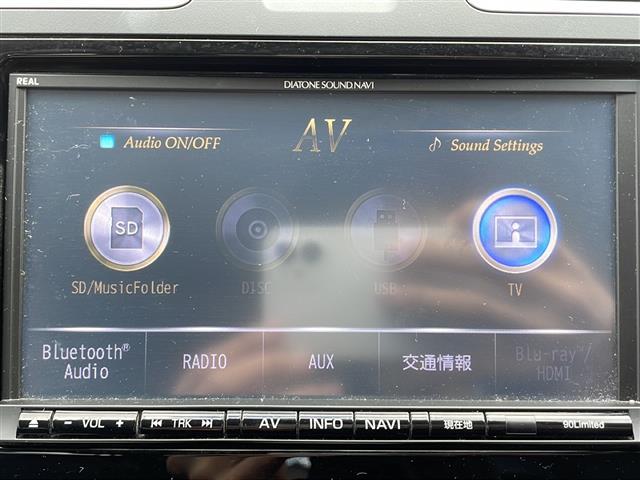 REAL
DIATONE SOUND.NAVI
AV
Audio ON/OFF
Sound Settings
SD
SD/MusicFolder
DISC
USB
TV
Bluetooth®
Audio
RADIO
AUX
交通情報
Blu-ray™/
HDMI
− VOL +
TRK
AV
INFO
NAVI
現在地
90Limited